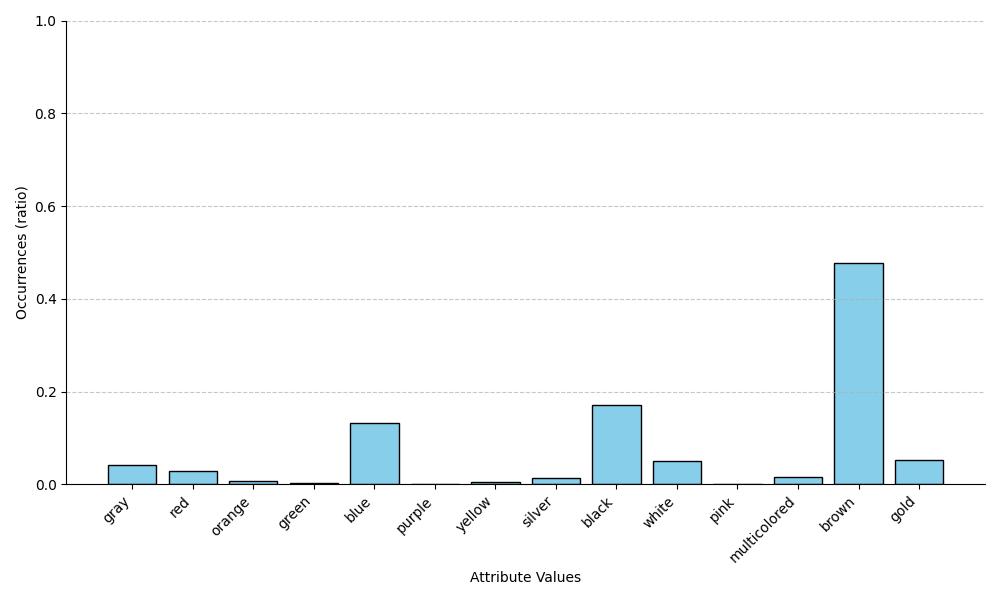 1.0
0.8
0.6
0.4
0.2
0.0
Occurrences (ratio)
gray
red
orange
green
blue
purple
yellow
silver
black
white
pink
multicolored
brown
gold
Attribute Values